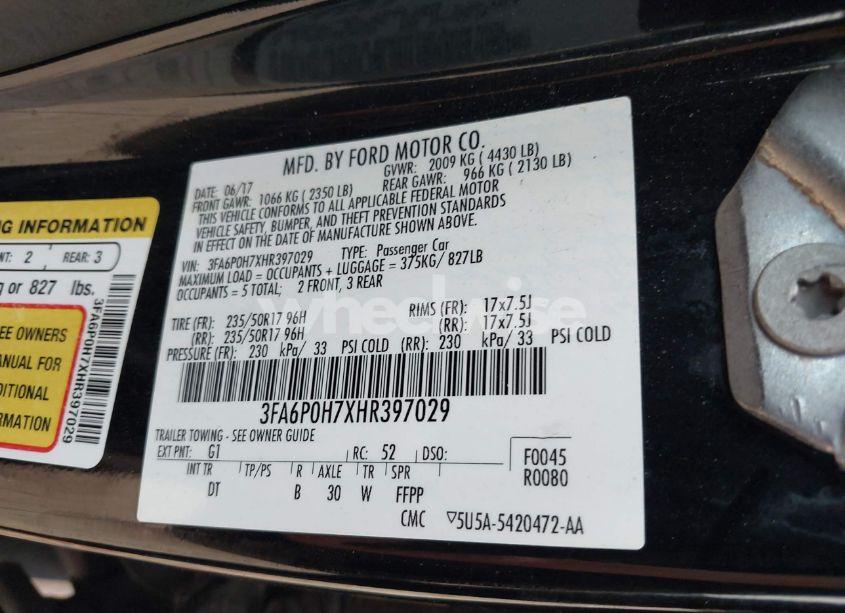 NG INFORMATION
NT: 2 REAR: 3
g or 827 lbs.
EE OWNERS
ANUAL FOR
DITIONAL
ORMATION
3FA6P0H7XHR397029
MFD. BY FORD MOTOR CO.
DATE: 06/17 GVWR: 2009 KG ( 4430 LB)
FRONT GAWR: 1066 KG ( 2350 LB) REAR GAWR: 966 KG ( 2130 LB)
THIS VEHICLE CONFORMS TO ALL APPLICABLE FEDERAL MOTOR
VEHICLE SAFETY, BUMPER, AND THEFT PREVENTION STANDARDS
IN EFFECT ON THE DATE OF MANUFACTURE SHOWN ABOVE.
VIN: 3FA6P0H7XHR397029 TYPE: Passenger Car
MAXIMUM LOAD = OCCUPANTS + LUGGAGE = 375KG/ 827LB
OCCUPANTS = 5 TOTAL; 2 FRONT, 3 REAR
wheelwise
TIRE (FR): 235/50R17 96H RIMS (FR): 17x7.5J
(RR): 235/50R17 96H (RR): 17x7.5J
PRESSURE (FR): 230 kPa/ 33 PSI COLD (RR): 230 kPa/ 33 PSI COLD
3FA6P0H7XHR397029
TRAILER TOWING - SEE OWNER GUIDE
EXT PNT: G1 RC: 52 DSO: F0045
INT TR TP/PS R AXLE TR SPR R0080
DT B 30 W FFPP
CMC ▽5U5A-5420472-AA